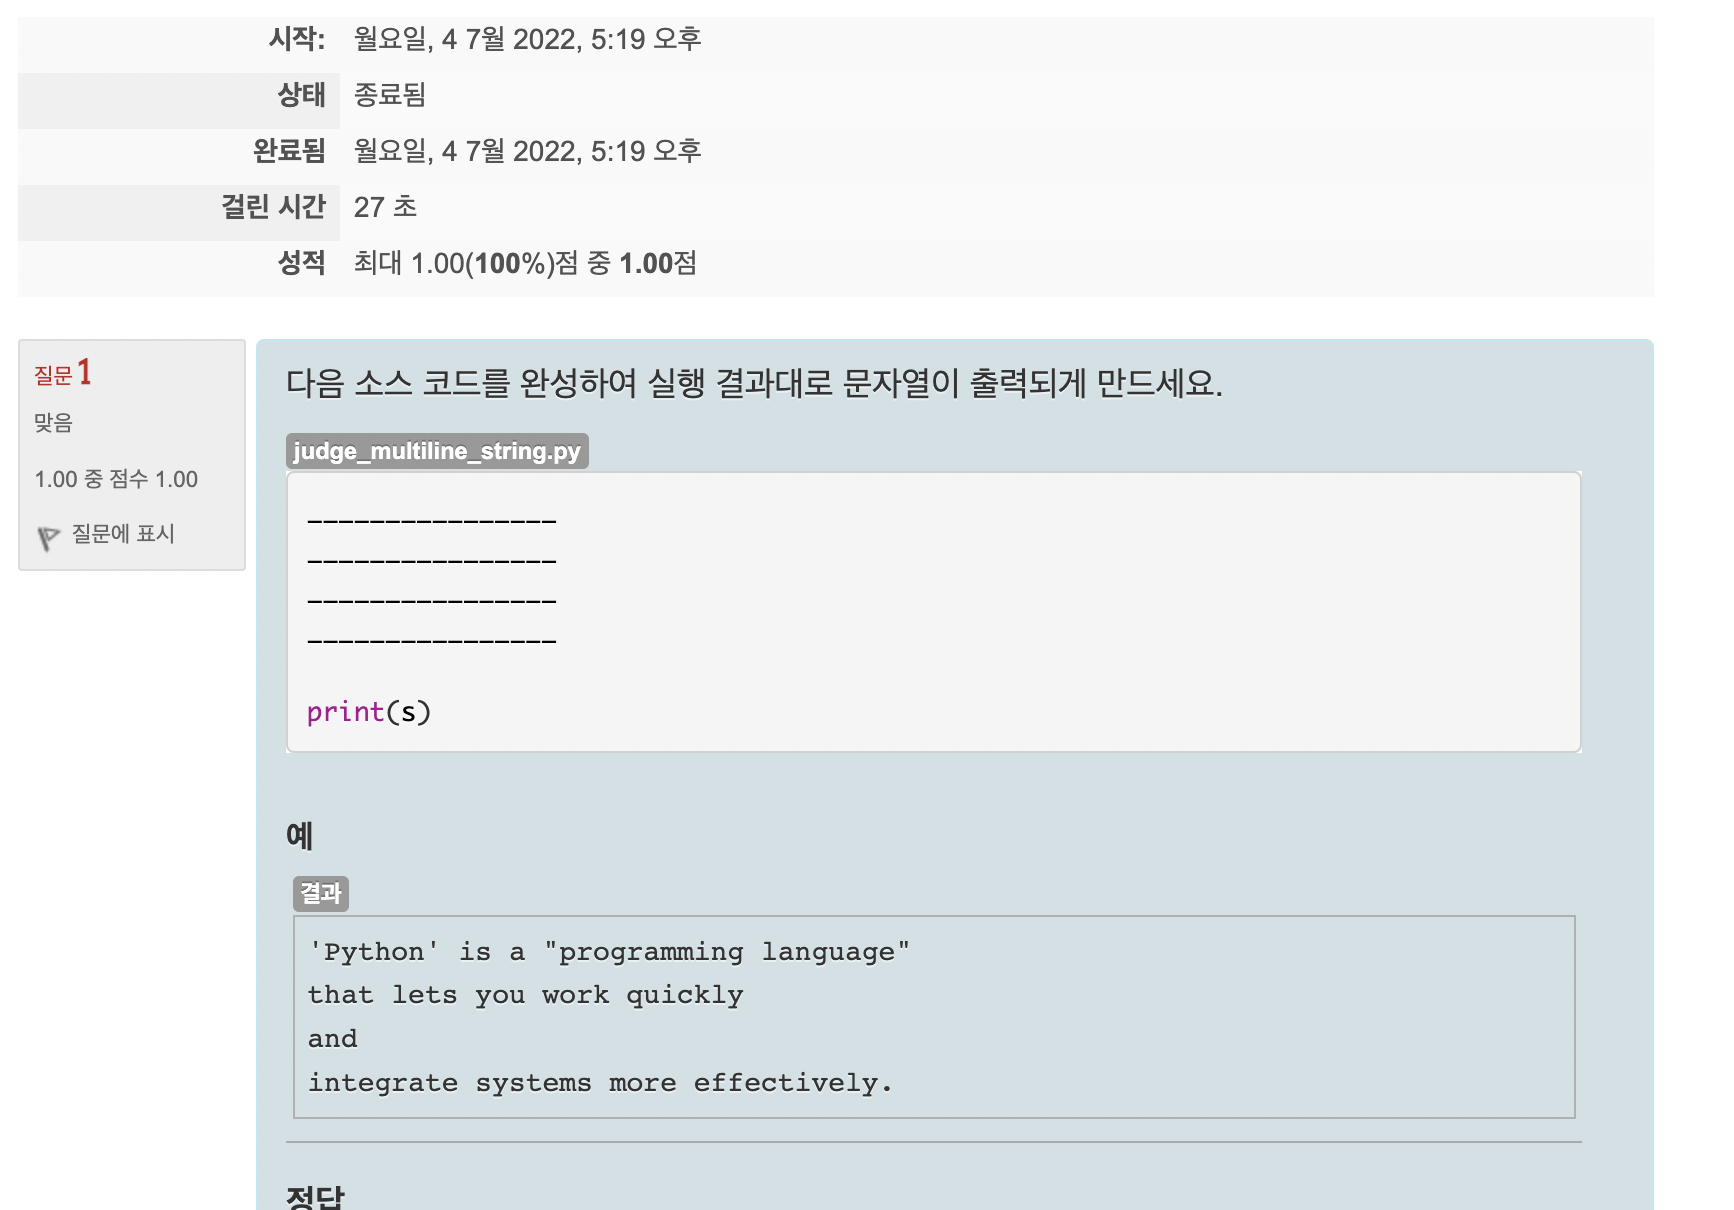 시작: 월요일, 4 7월 2022, 5:19 오후
상태 종료됨
완료됨 월요일, 4 7월 2022, 5:19 오후
걸린 시간 27 초
성적 최대 1.00(100%)점 중 1.00점
질문 1
맞음
1.00 중 점수 1.00
질문에 표시
다음 소스 코드를 완성하여 실행 결과대로 문자열이 출력되게 만드세요.
judge_multiline_string.py
________________
________________
________________
________________
print(s)
예
결과
'Python' is a "programming language"
that lets you work quickly
and
integrate systems more effectively.
정답